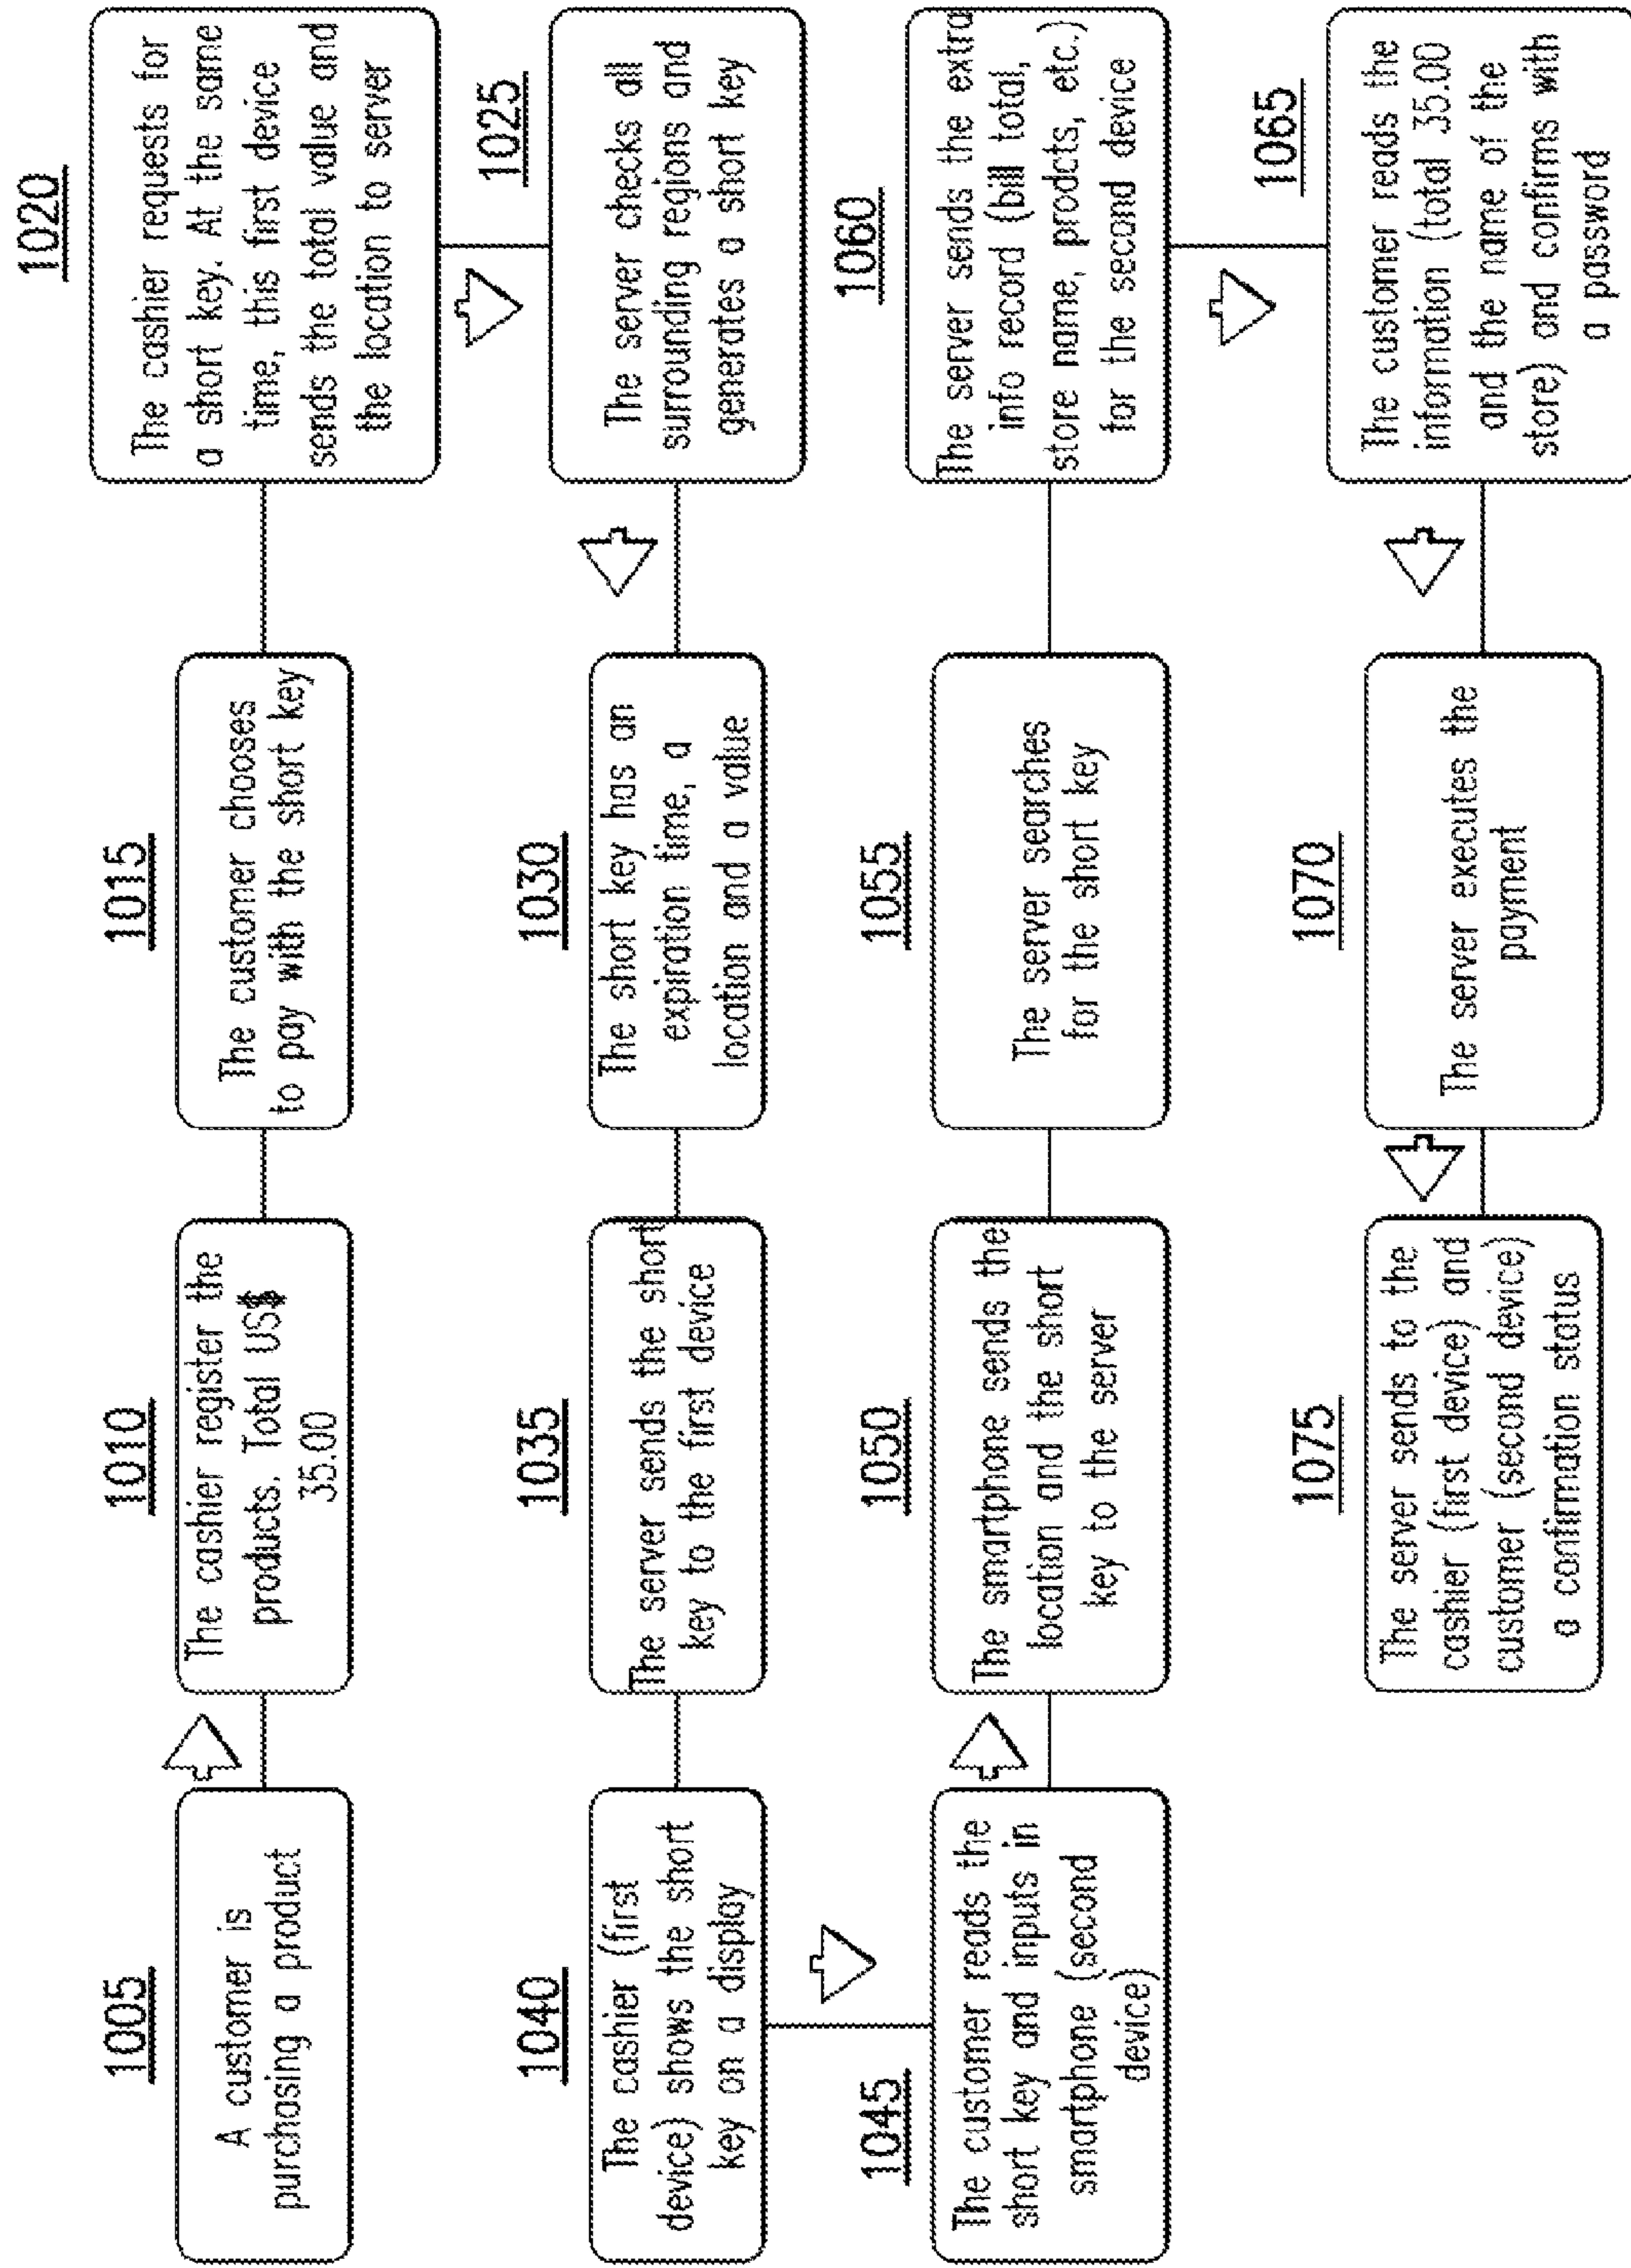 1005
A customer is
purchasing a product
1010
The cashier register the
products. Total US$
35.00
1015
The customer chooses
to pay with the short key
1020
The cashier requests for
a short key. At the same
time, this first device
sends the total value and
the location to server
1025
The server checks all
surrounding regions and
generates a short key
1030
The short key has an
expiration time, a
location and a value
1035
The server sends the short
key to the first device
1040
The cashier (first
device) shows the short
key on a display
1045
The customer reads the
short key and inputs in
smartphone (second
device)
1050
The smartphone sends the
location and the short
key to the server
1055
The server searches
for the short key
1060
The server sends the extra
info record (bill total,
store name, prodcts, etc.)
for the second device
1065
The customer reads the
information (total 35.00
and the name of the
store) and confirms with
a password
1070
The server executes the
payment
1075
The server sends to the
cashier (first device) and
customer (second device)
a confirmation status